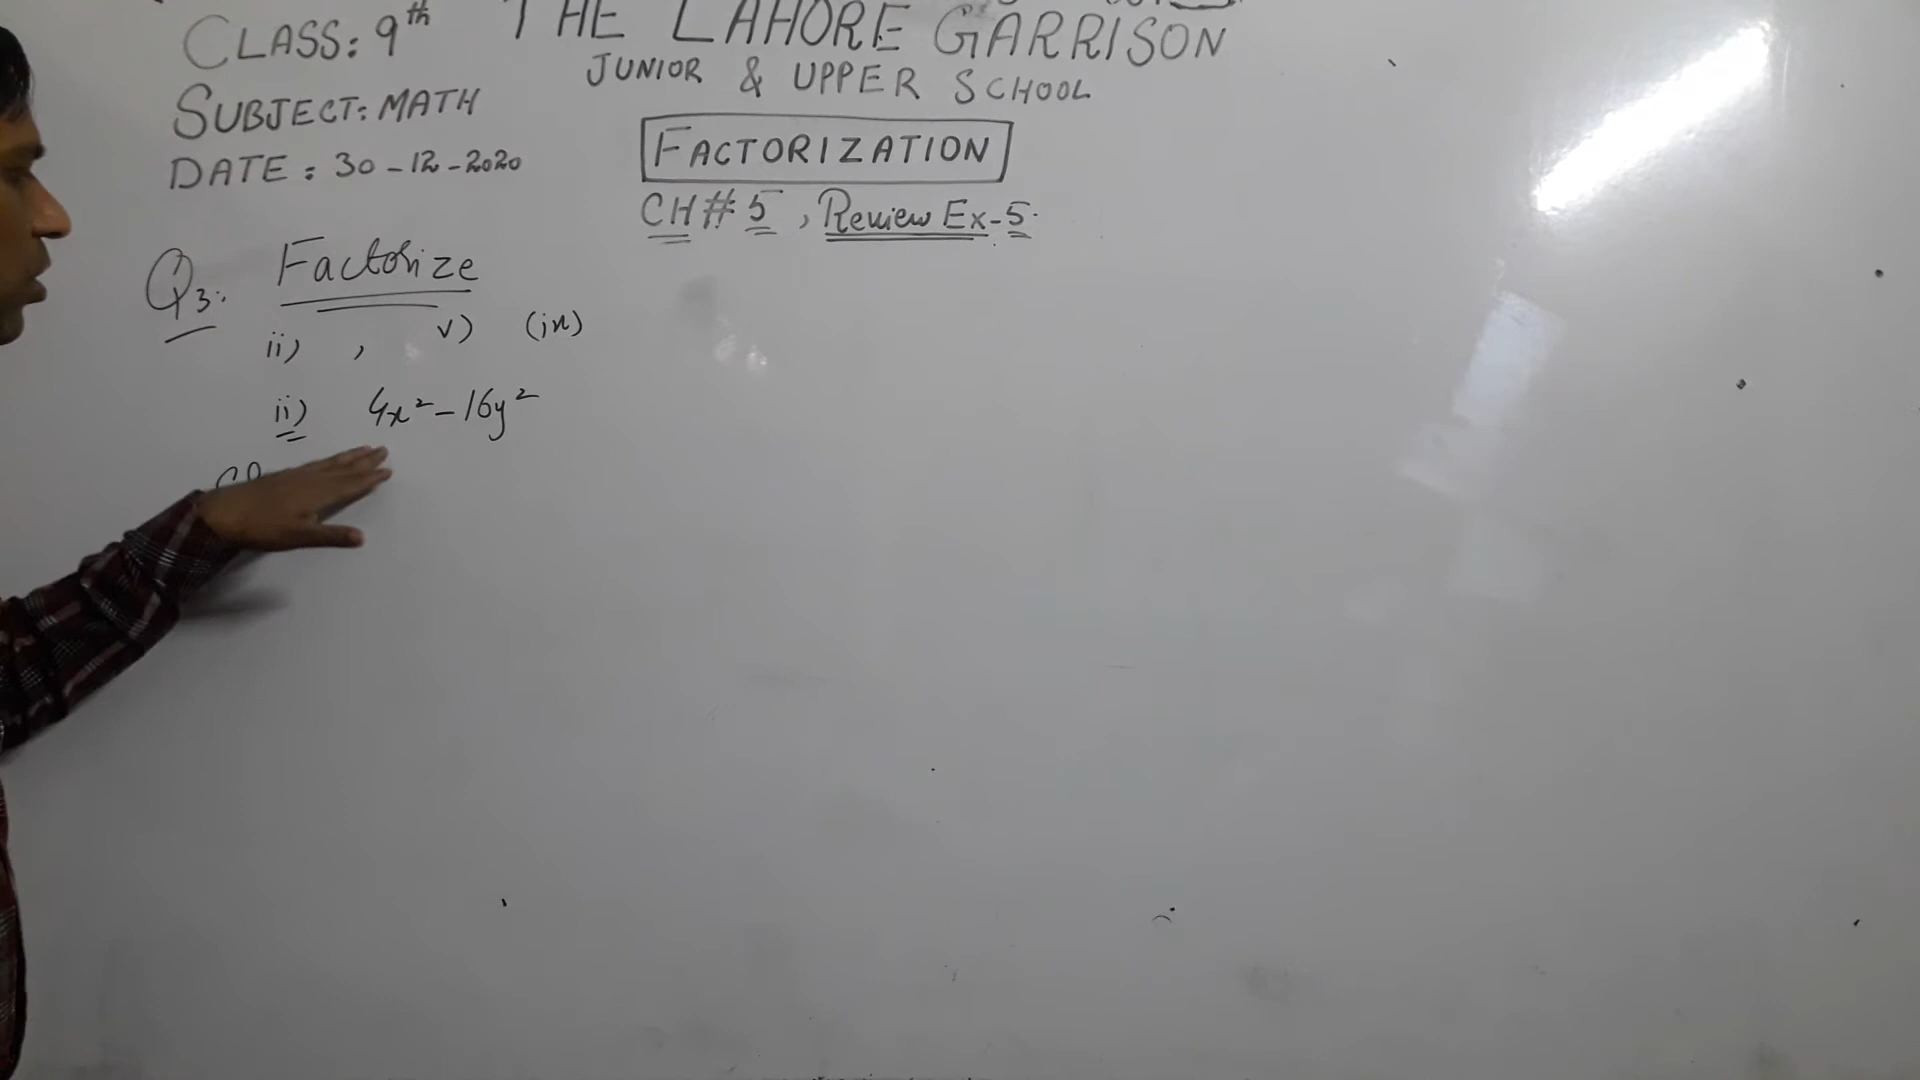 CLASS: 9th
THE LAHORE GARRISON
JUNIOR & UPPER SCHOOL
SUBJECT: MATH
DATE : 30-12-2020
FACTORIZATION
CH# 5, Review Ex-5.
Q3: Factorize
ii) , v) (ix)
ii) 4x²-16y²